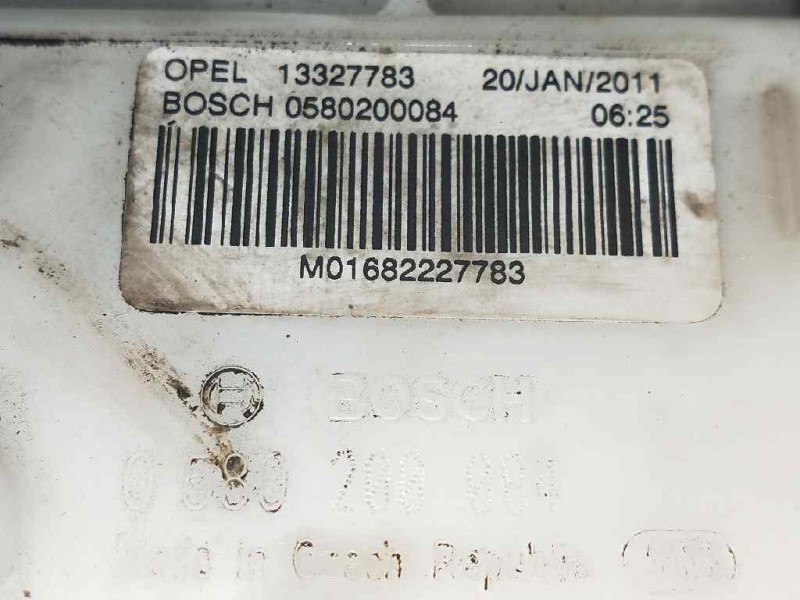 OPEL 13327783 20/JAN/2011
BOSCH 0580200084 06:25
M01682227783
BOSCH
0 580 200 084
Made in Czech Republic